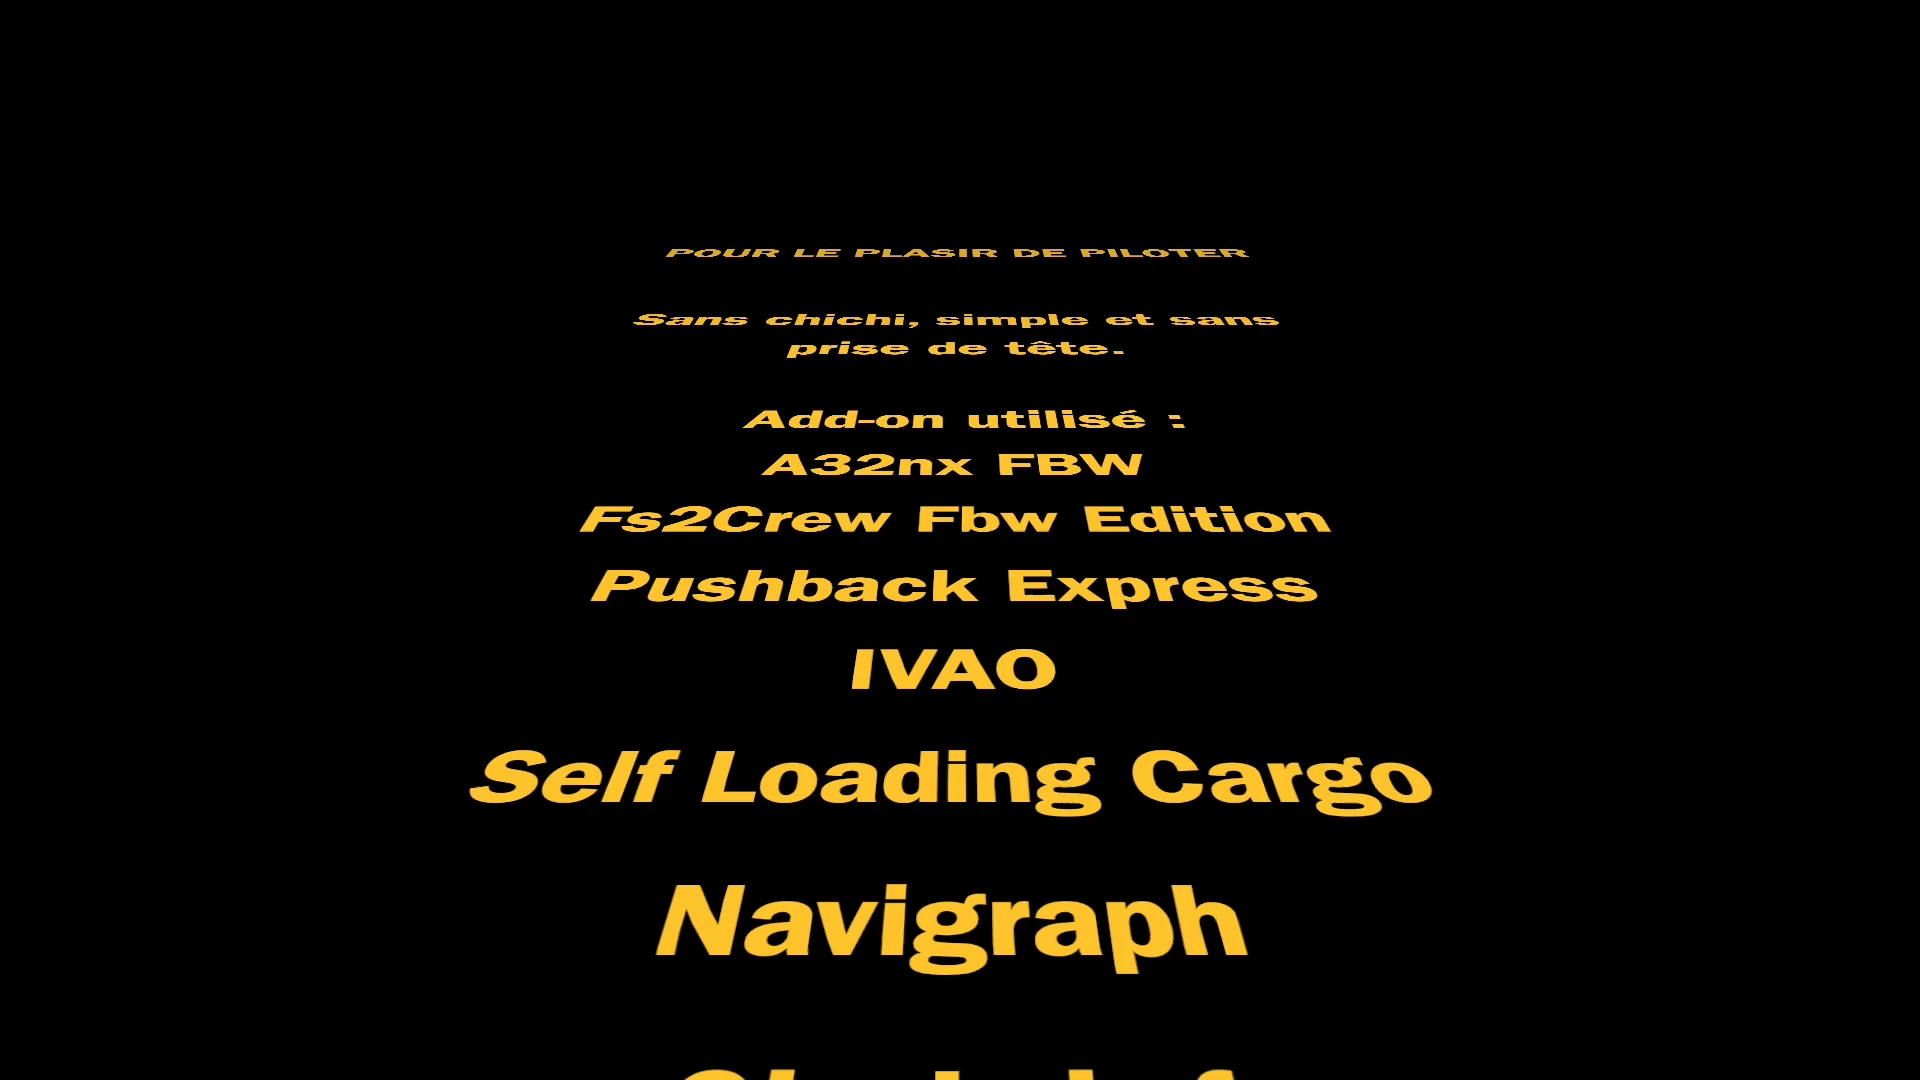 POUR LE PLASIR DE PILOTER
Sans chichi, simple et sans
prise de tête.
Add-on utilisé :
A32nx FBW
Fs2Crew Fbw Edition
Pushback Express
IVAO
Self Loading Cargo
Navigraph